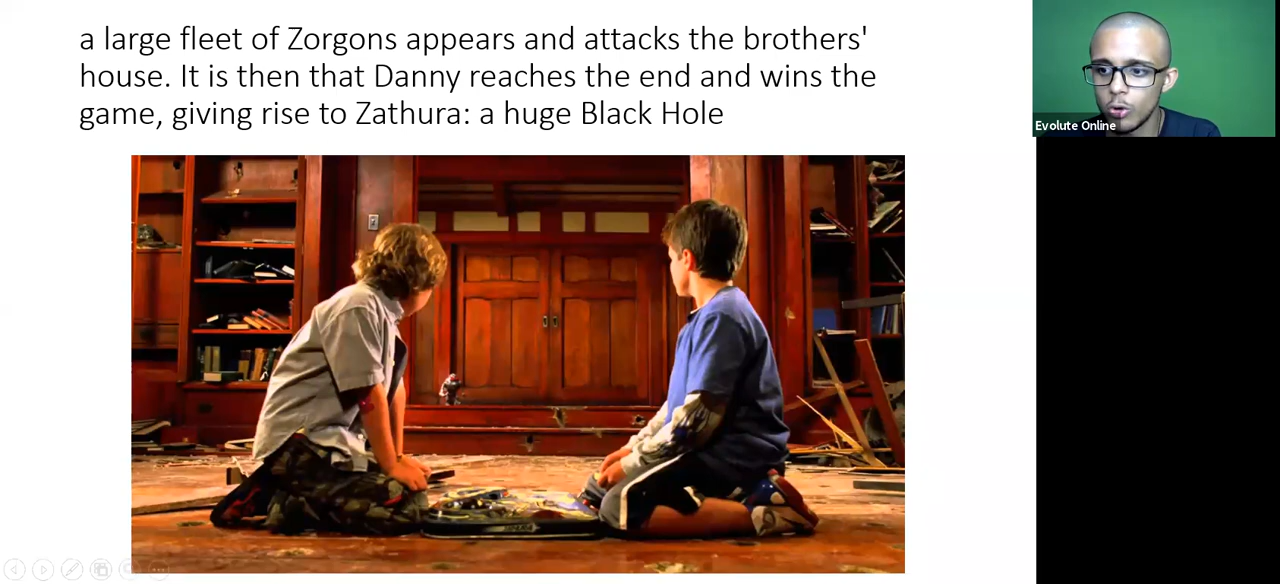 a large fleet of Zorgons appears and attacks the brothers'
house. It is then that Danny reaches the end and wins the
game, giving rise to Zathura: a huge Black Hole
Evolute Online